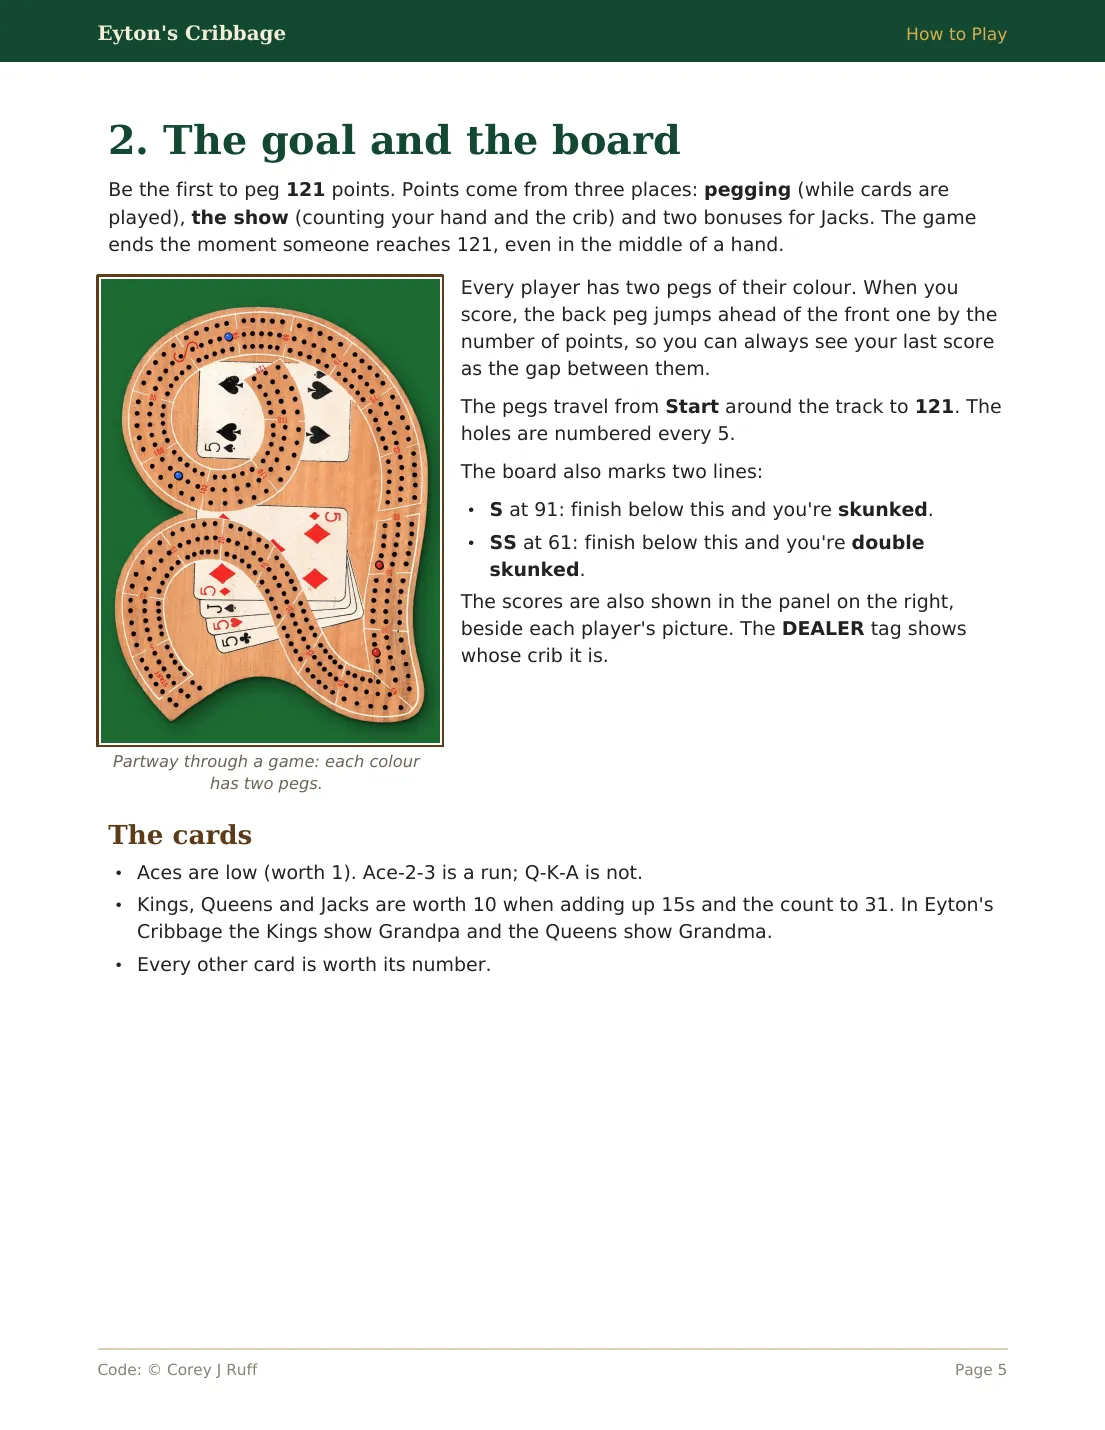 Eyton's Cribbage
How to Play
2. The goal and the board
Be the first to peg 121 points. Points come from three places: pegging (while cards are
played), the show (counting your hand and the crib) and two bonuses for Jacks. The game
ends the moment someone reaches 121, even in the middle of a hand.
5
5
5
J
5
5
START
Every player has two pegs of their colour. When you
score, the back peg jumps ahead of the front one by the
number of points, so you can always see your last score
as the gap between them.
The pegs travel from Start around the track to 121. The
holes are numbered every 5.
The board also marks two lines:
• S at 91: finish below this and you're skunked.
• SS at 61: finish below this and you're double
skunked.
The scores are also shown in the panel on the right,
beside each player's picture. The DEALER tag shows
whose crib it is.
Partway through a game: each colour
has two pegs.
The cards
• Aces are low (worth 1). Ace-2-3 is a run; Q-K-A is not.
• Kings, Queens and Jacks are worth 10 when adding up 15s and the count to 31. In Eyton's
Cribbage the Kings show Grandpa and the Queens show Grandma.
• Every other card is worth its number.
Code: © Corey J Ruff
Page 5